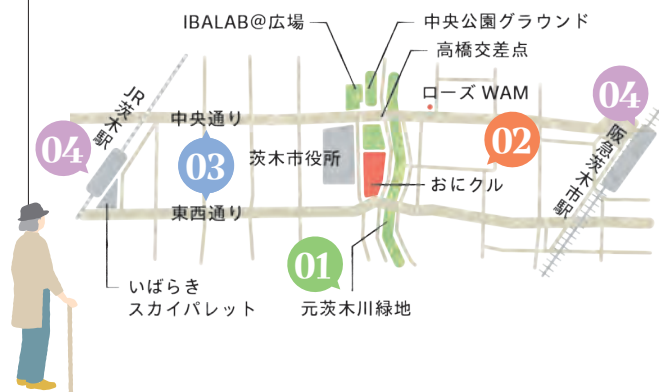 IBALAB@広場
中央公園グラウンド
高橋交差点
ローズ WAM
04
JR茨木駅
中央通り
04
阪急茨木市駅
03
茨木市役所
02
おにクル
東西通り
01
いばらき
スカイパレット
元茨木川緑地